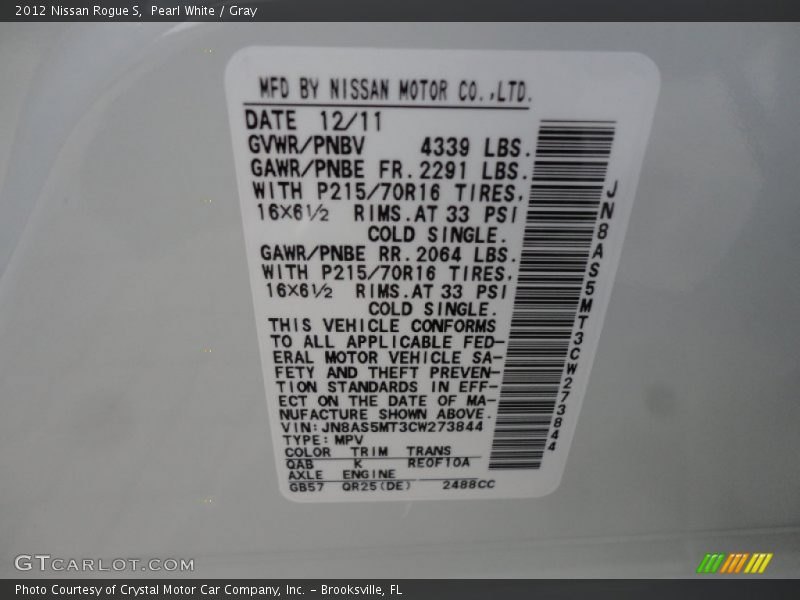 2012 Nissan Rogue S, Pearl White / Gray
MFD BY NISSAN MOTOR CO.,LTD.
DATE 12/11
GVWR/PNBV 4339 LBS.
GAWR/PNBE FR. 2291 LBS.
WITH P215/70R16 TIRES,
16X6½ RIMS. AT 33 PSI
COLD SINGLE.
GAWR/PNBE RR. 2064 LBS.
WITH P215/70R16 TIRES,
16X6½ RIMS. AT 33 PSI
COLD SINGLE.
THIS VEHICLE CONFORMS
TO ALL APPLICABLE FED-
ERAL MOTOR VEHICLE SA-
FETY AND THEFT PREVEN-
TION STANDARDS IN EFF-
ECT ON THE DATE OF MA-
NUFACTURE SHOWN ABOVE.
VIN: JN8AS5MT3CW273844
TYPE: MPV
COLOR TRIM TRANS
QAB K RE0F10A
AXLE ENGINE
GB57 QR25(DE) 2488CC
JN8AS5MT3CW273844
GTCARLOT.COM
Photo Courtesy of Crystal Motor Car Company, Inc. – Brooksville, FL